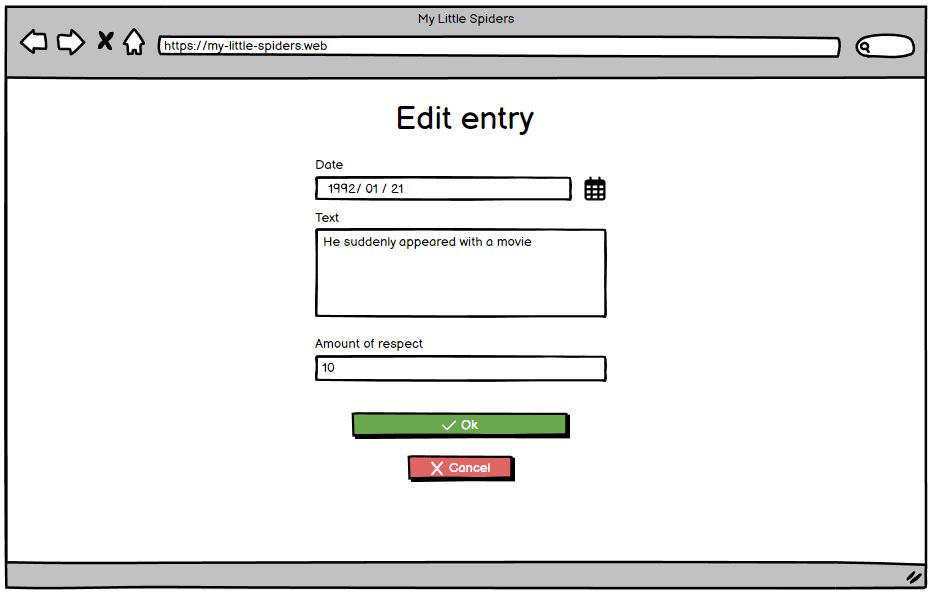 My Little Spiders
https://my-little-spiders.web
Edit entry
Date
1992/ 01 / 21
Text
He suddenly appeared with a movie
Amount of respect
10
Ok
Cancel